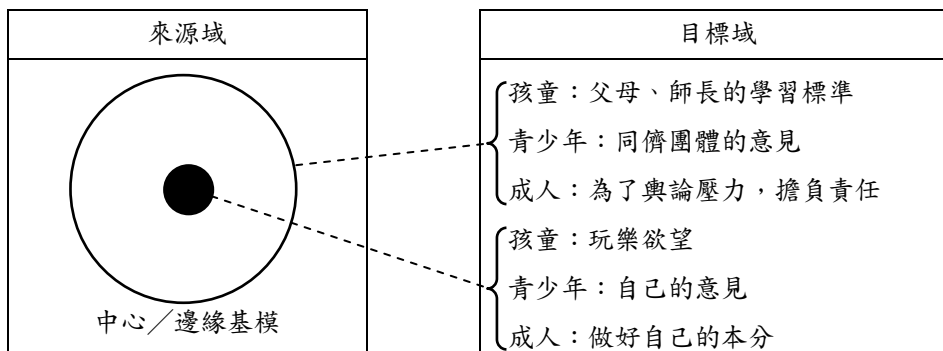 來源域
中心／邊緣基模
目標域
孩童：父母、師長的學習標準
青少年：同儕團體的意見
成人：為了輿論壓力，擔負責任
孩童：玩樂欲望
青少年：自己的意見
成人：做好自己的本分